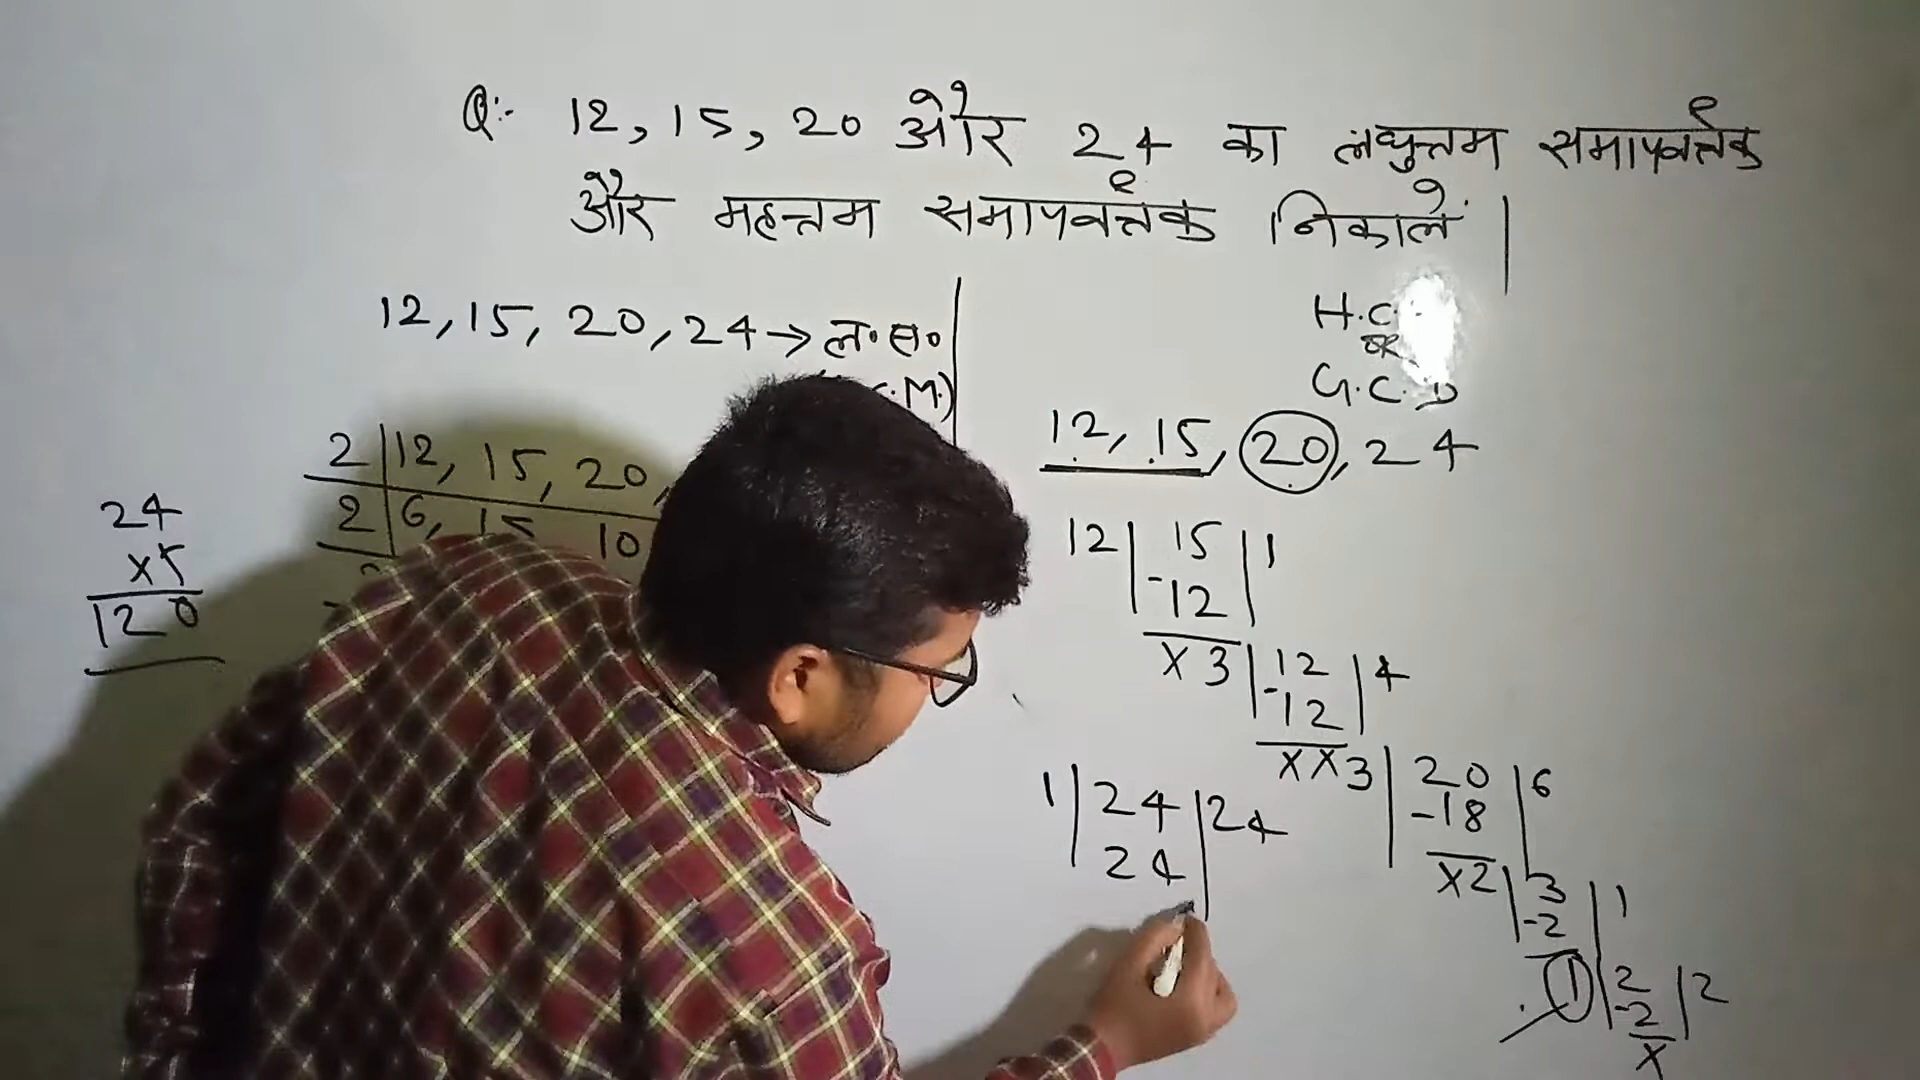 Q:- 12, 15, 20 और 24 का लघुत्तम समापवर्त्तक
और महत्तम समापवर्त्तक निकालें |
12, 15, 20, 24 → ल० स०
M.)
2 | 12, 15, 20,
2 | 6, 15 10
24
x5
120
H.C.
OR
G.C.D
12, 15, 20, 24
12 | 15 | 1
-12
x3 | 12 | 4
-12
xx3 | 20 | 6
-18
x2 | 3 | 1
-2
1 | 2 | 2
-2
x
1 | 24 | 24
24